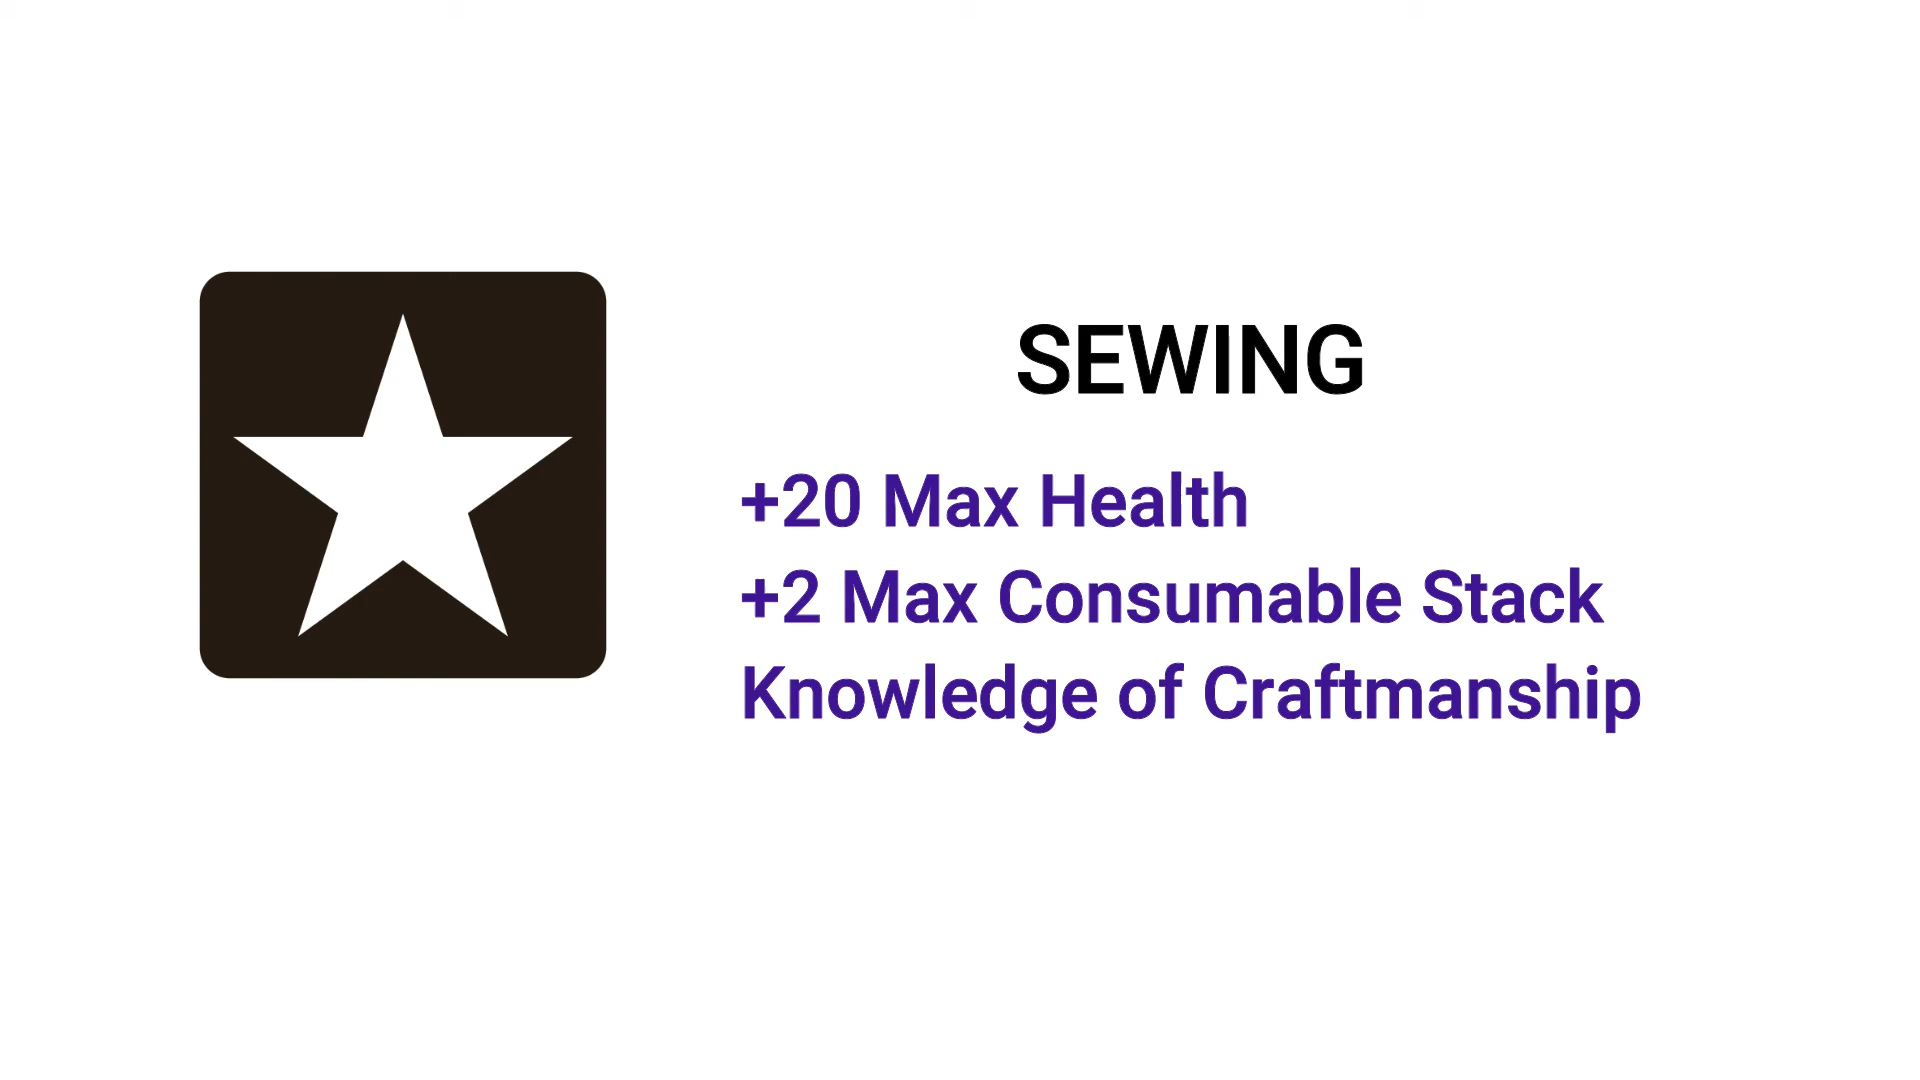 SEWING
+20 Max Health
+2 Max Consumable Stack
Knowledge of Craftmanship